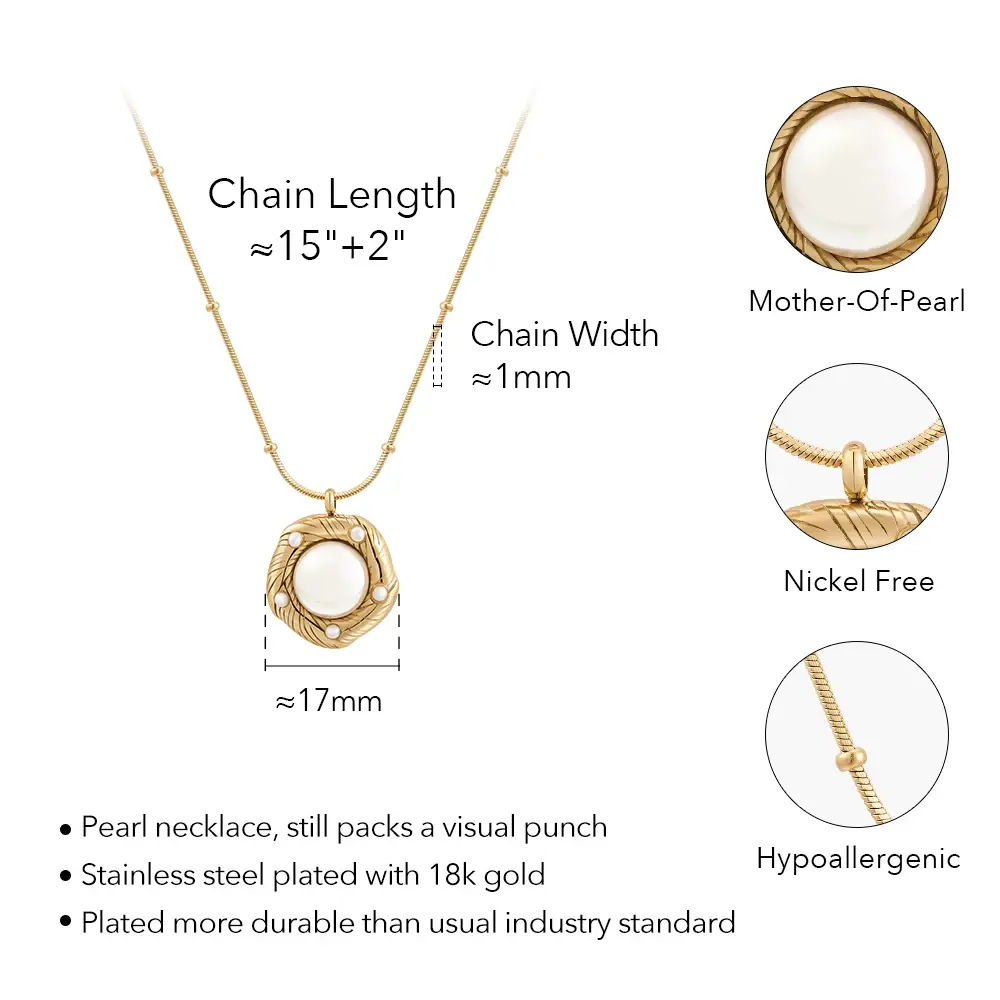 Chain Length
≈15"+2"
Chain Width
≈1mm
≈17mm
Mother-Of-Pearl
Nickel Free
Hypoallergenic
• Pearl necklace, still packs a visual punch
• Stainless steel plated with 18k gold
• Plated more durable than usual industry standard